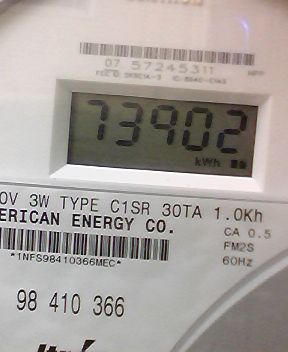 07 57245311
73902
kWh
0V 3W TYPE C1SR 30TA 1.0Kh
ERICAN ENERGY CO.
CA 0.5
FM2S
*1NFS98410366MEC*
60Hz
98 410 366